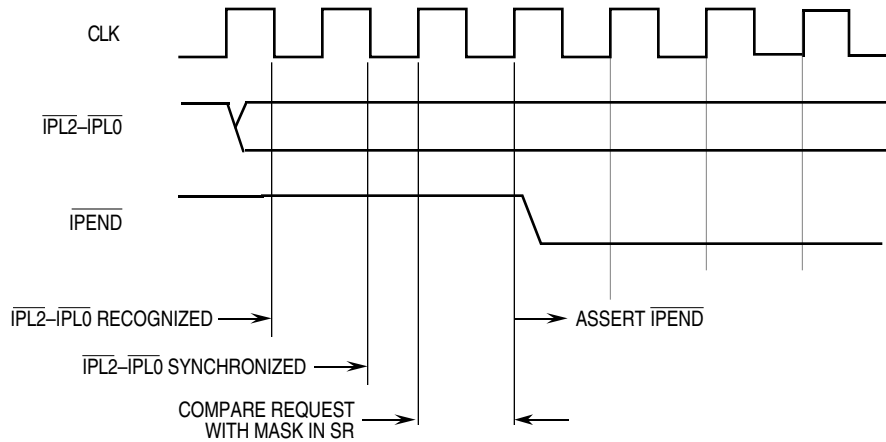 CLK
IPL2–IPL0
IPEND
IPL2–IPL0 RECOGNIZED
ASSERT IPEND
IPL2–IPL0 SYNCHRONIZED
COMPARE REQUEST
WITH MASK IN SR